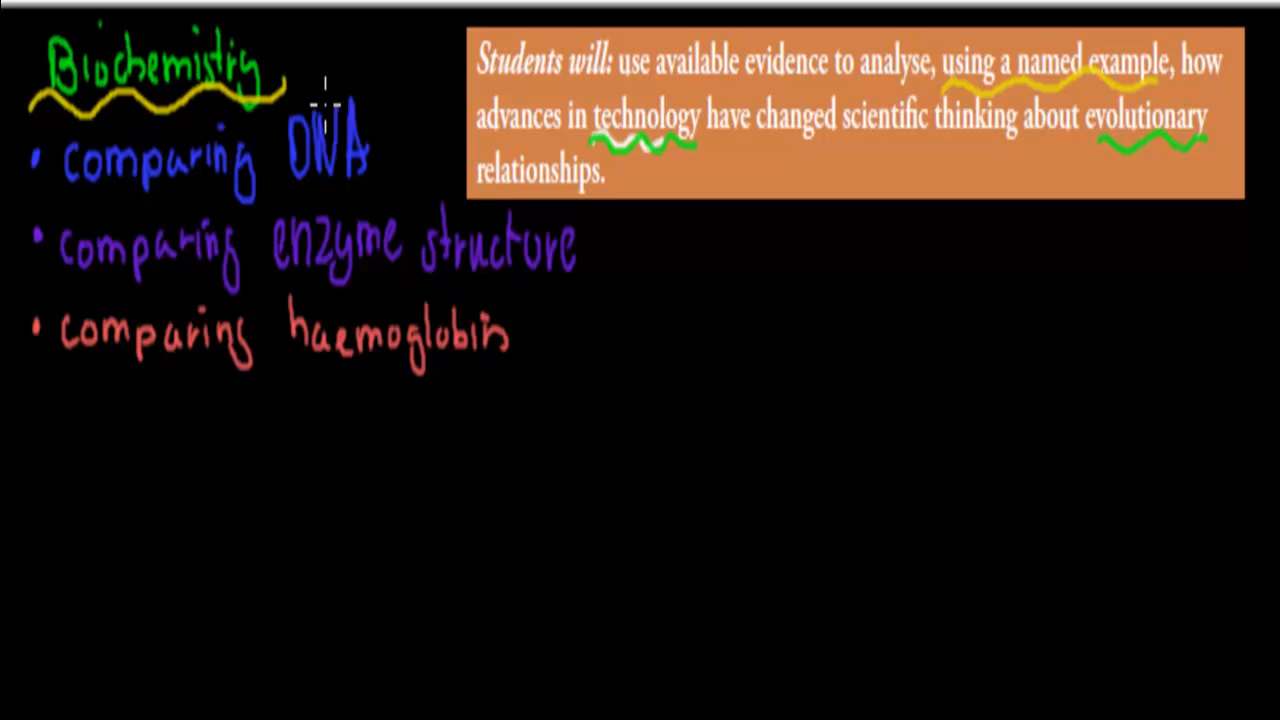 Biochemistry
• comparing DNA
• comparing enzyme structure
• comparing haemoglobin
Students will: use available evidence to analyse, using a named example, how
advances in technology have changed scientific thinking about evolutionary
relationships.